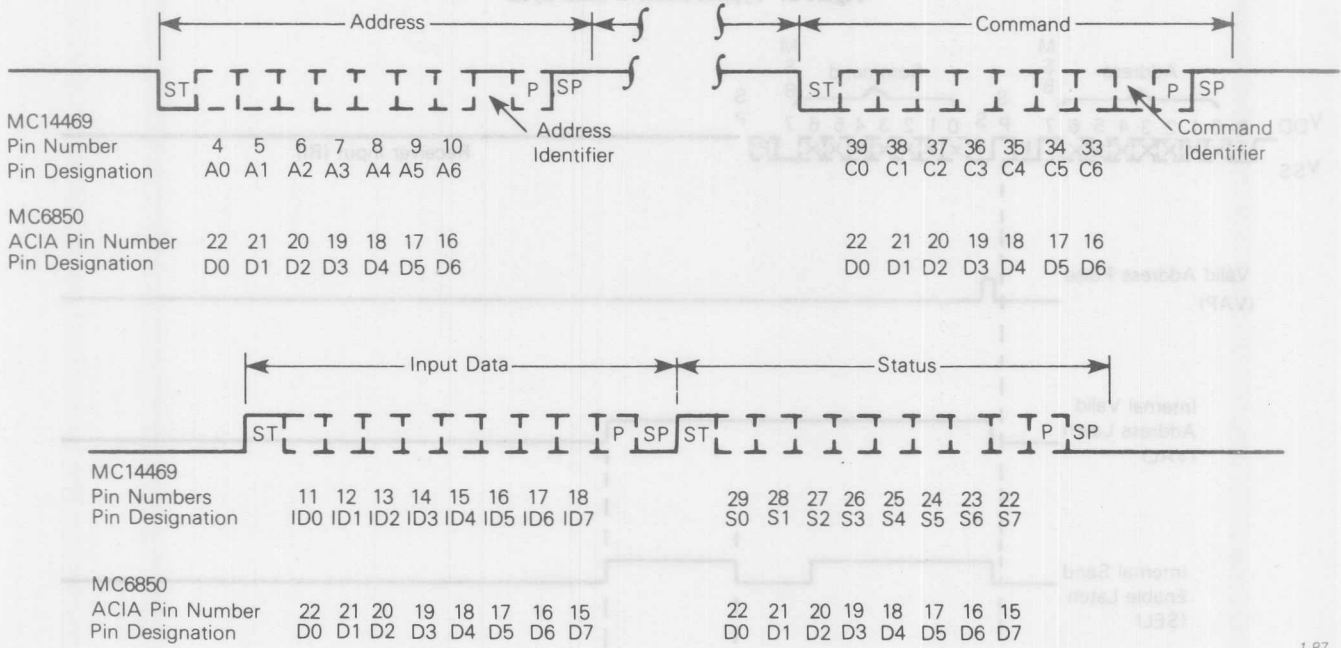 Address
Command
ST P SP
ST P SP
Address
Identifier
Command
Identifier
MC14469
Pin Number 4 5 6 7 8 9 10 39 38 37 36 35 34 33
Pin Designation A0 A1 A2 A3 A4 A5 A6 C0 C1 C2 C3 C4 C5 C6
MC6850
ACIA Pin Number 22 21 20 19 18 17 16 22 21 20 19 18 17 16
Pin Designation D0 D1 D2 D3 D4 D5 D6 D0 D1 D2 D3 D4 D5 D6
VDD
VSS
Receiver Input (RI)
Valid Address Pulse
(VAP)
Input Data
Status
ST P SP ST P SP
Internal Valid
Address Latch
MC14469
Pin Numbers 11 12 13 14 15 16 17 18 29 28 27 26 25 24 23 22
Pin Designation ID0 ID1 ID2 ID3 ID4 ID5 ID6 ID7 S0 S1 S2 S3 S4 S5 S6 S7
MC6850
ACIA Pin Number 22 21 20 19 18 17 16 15 22 21 20 19 18 17 16 15
Pin Designation D0 D1 D2 D3 D4 D5 D6 D7 D0 D1 D2 D3 D4 D5 D6 D7
Internal Send
Enable Latch
(SEL)
1-97